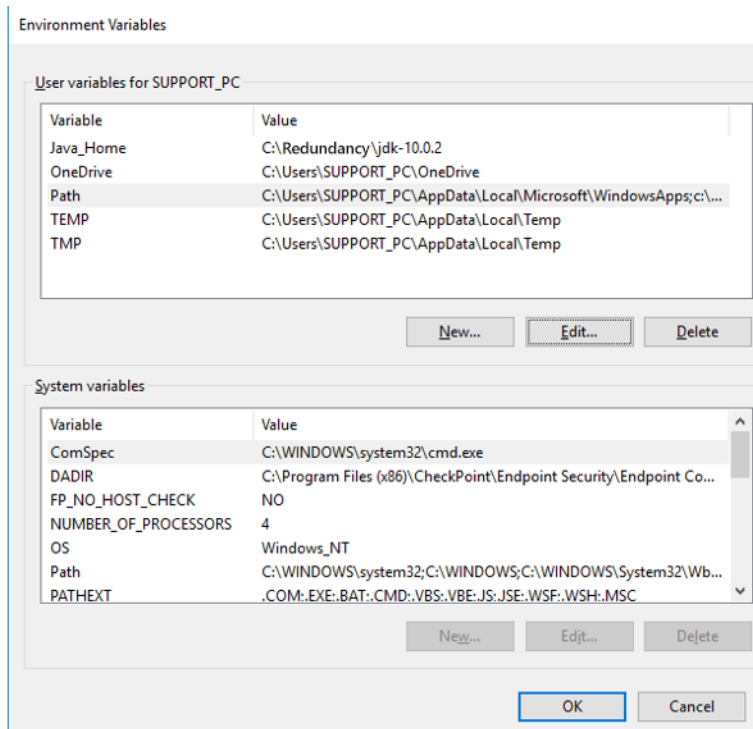 Environment Variables
User variables for SUPPORT_PC
Variable Value
Java_Home C:\Redundancy\jdk-10.0.2
OneDrive C:\Users\SUPPORT_PC\OneDrive
Path C:\Users\SUPPORT_PC\AppData\Local\Microsoft\WindowsApps;c:\...
TEMP C:\Users\SUPPORT_PC\AppData\Local\Temp
TMP C:\Users\SUPPORT_PC\AppData\Local\Temp
New... Edit... Delete
System variables
Variable Value
ComSpec C:\WINDOWS\system32\cmd.exe
DADIR C:\Program Files (x86)\CheckPoint\Endpoint Security\Endpoint Co...
FP_NO_HOST_CHECK NO
NUMBER_OF_PROCESSORS 4
OS Windows_NT
Path C:\WINDOWS\system32;C:\WINDOWS;C:\WINDOWS\System32\Wb...
PATHEXT .COM;.EXE;.BAT;.CMD;.VBS;.VBE;.JS;.JSE;.WSF;.WSH;.MSC
New... Edit... Delete
OK Cancel